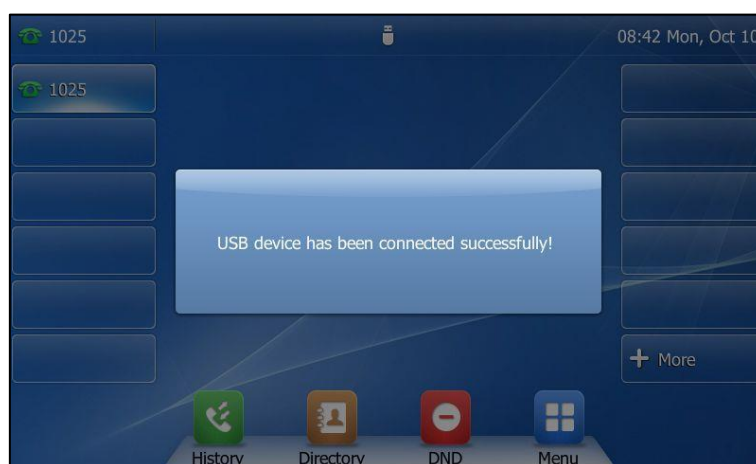 1025
08:42 Mon, Oct 10
1025
USB device has been connected successfully!
More
History
Directory
DND
Menu